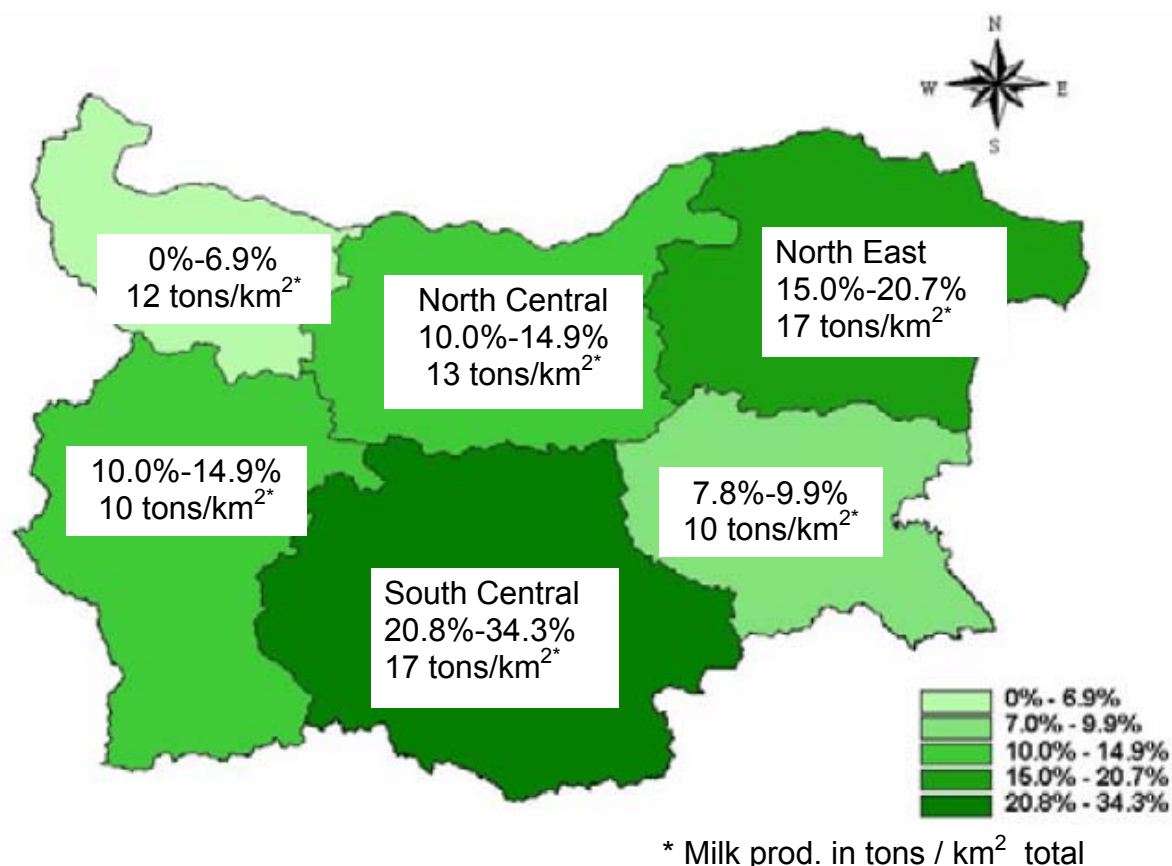 N
W E
S
0%-6.9%
12 tons/km²*
North Central
10.0%-14.9%
13 tons/km²*
North East
15.0%-20.7%
17 tons/km²*
10.0%-14.9%
10 tons/km²*
South Central
20.8%-34.3%
17 tons/km²*
7.8%-9.9%
10 tons/km²*
0% - 6.9%
7.0% - 9.9%
10.0% - 14.9%
15.0% - 20.7%
20.8% - 34.3%
* Milk prod. in tons / km² total